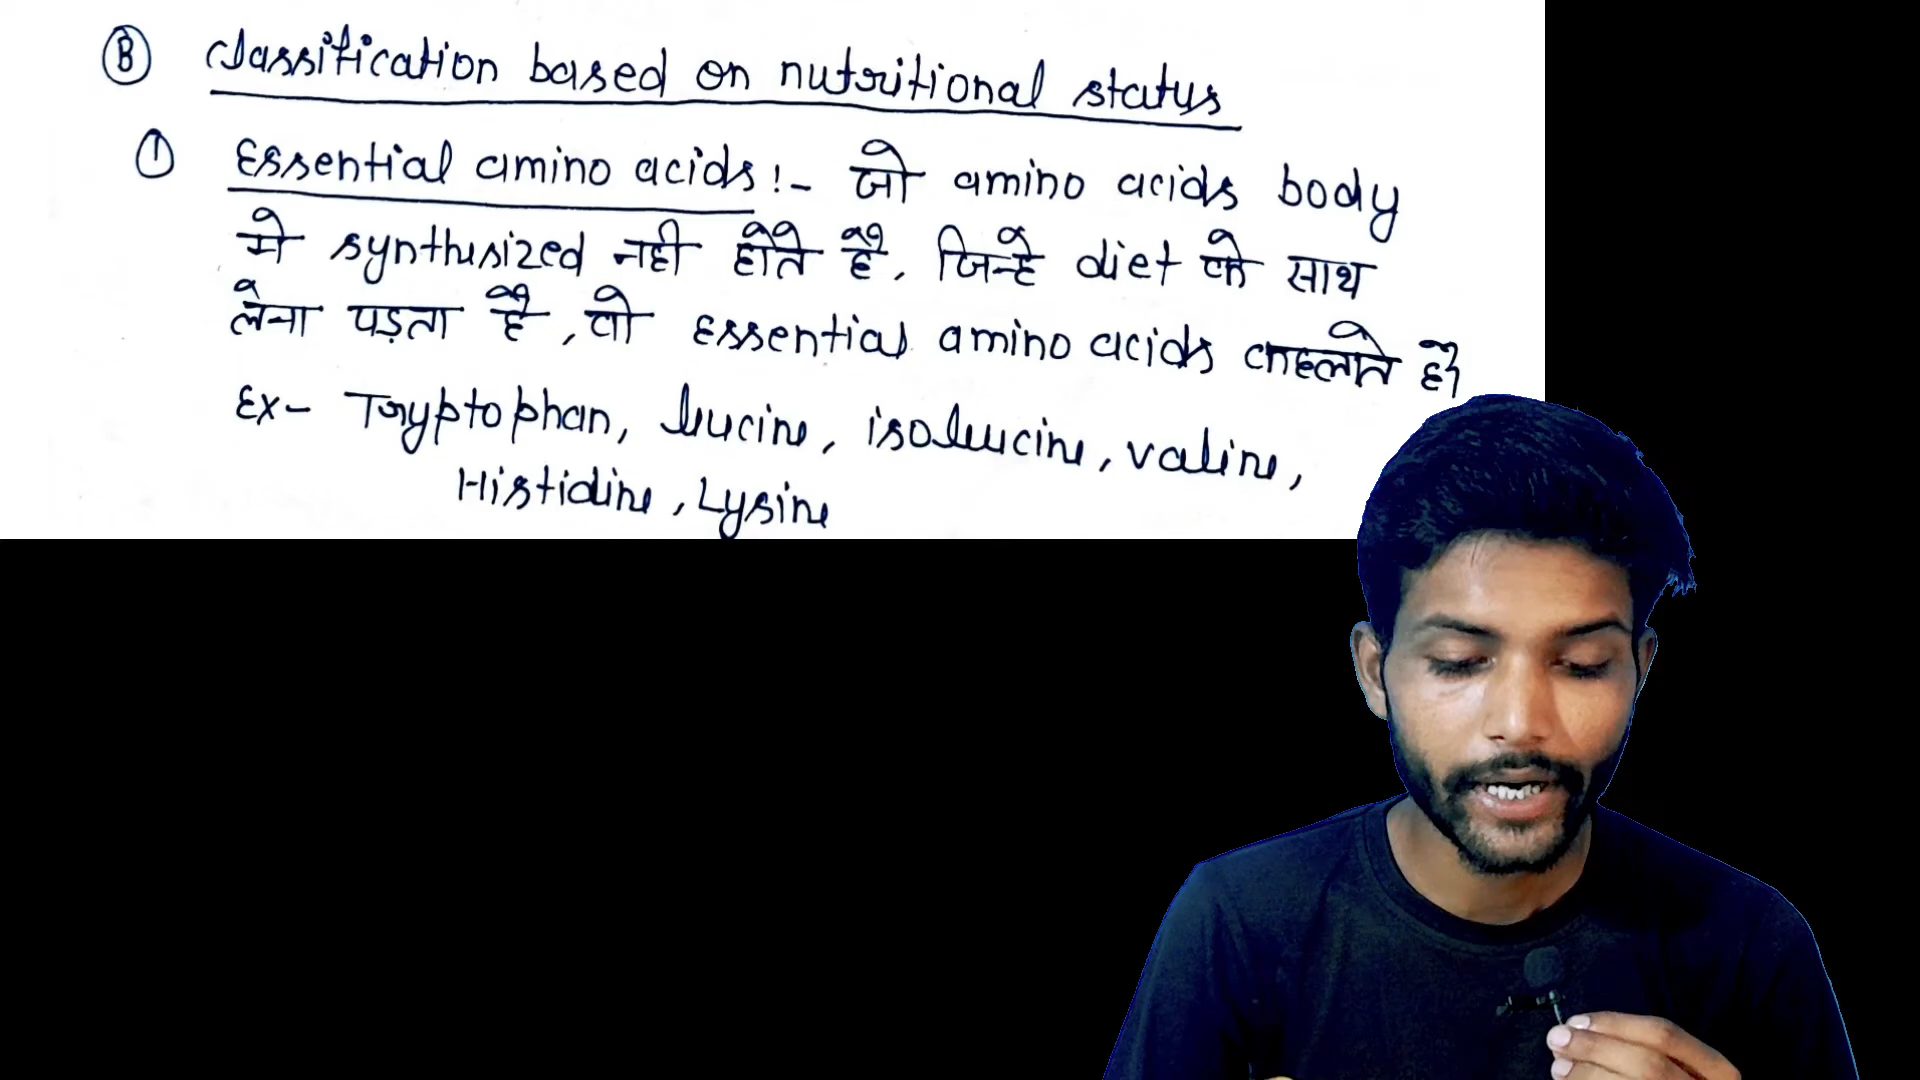 Ⓑ Classification based on nutritional status
① Essential amino acids :- जो amino acids body
मे synthesized नही होते है, जिन्हे diet के साथ
लेना पड़ता है, वो Essential amino acids कहलाते है।
Ex- Tryptophan, leucine, isoleucine, valine,
Histidine, Lysine